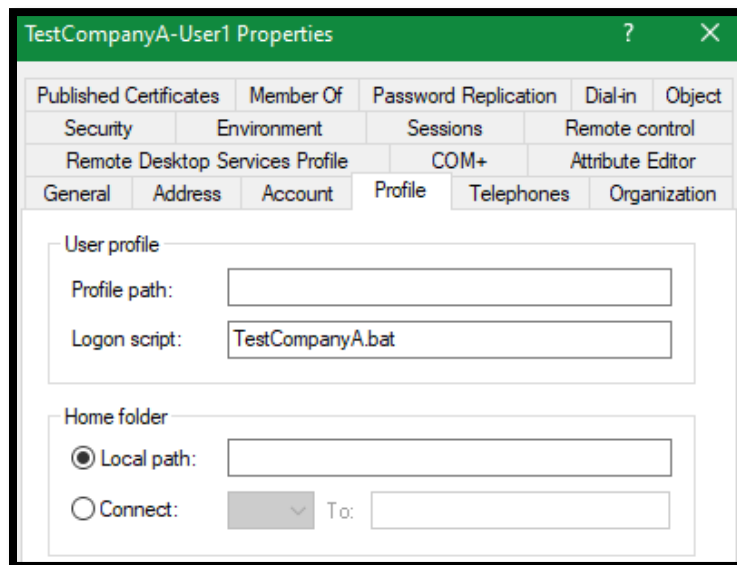 TestCompanyA-User1 Properties ? ×
Published Certificates Member Of Password Replication Dial-in Object
Security Environment Sessions Remote control
Remote Desktop Services Profile COM+ Attribute Editor
General Address Account Profile Telephones Organization
User profile
Profile path:
Logon script: TestCompanyA.bat
Home folder
Local path:
Connect: To: